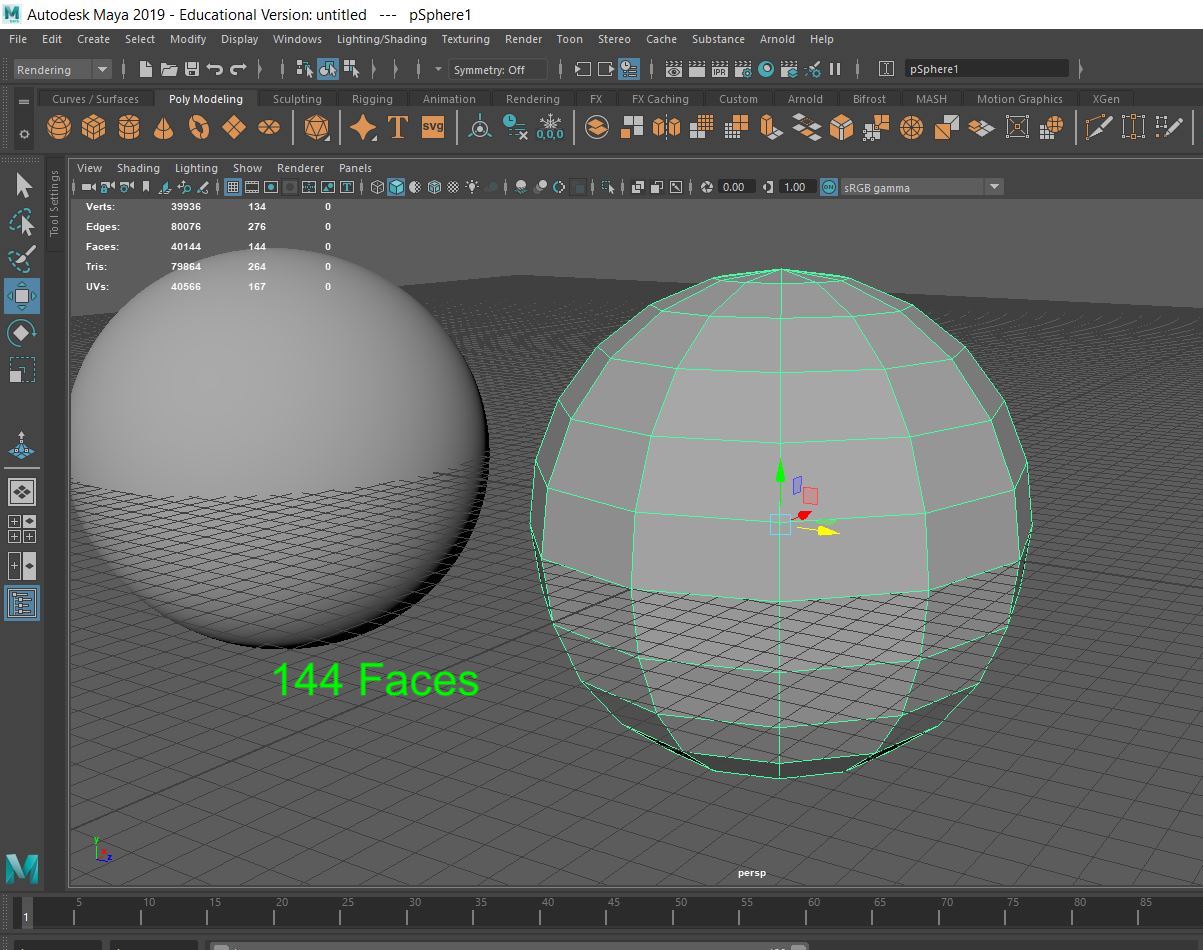 Autodesk Maya 2019 - Educational Version: untitled --- pSphere1
File Edit Create Select Modify Display Windows Lighting/Shading Texturing Render Toon Stereo Cache Substance Arnold Help
Rendering Symmetry: Off IPR pSphere1
Curves / Surfaces Poly Modeling Sculpting Rigging Animation Rendering FX FX Caching Custom Arnold Bifrost MASH Motion Graphics XGen
T SVG 0,0,0
View Shading Lighting Show Renderer Panels
0.00 1.00 ON sRGB gamma
Tool Settings
Verts: 39936 134 0
Edges: 80076 276 0
Faces: 40144 144 0
Tris: 79864 264 0
UVs: 40566 167 0
144 Faces
y
x
z
persp
5 10 15 20 25 30 35 40 45 50 55 60 65 70 75 80 85
1